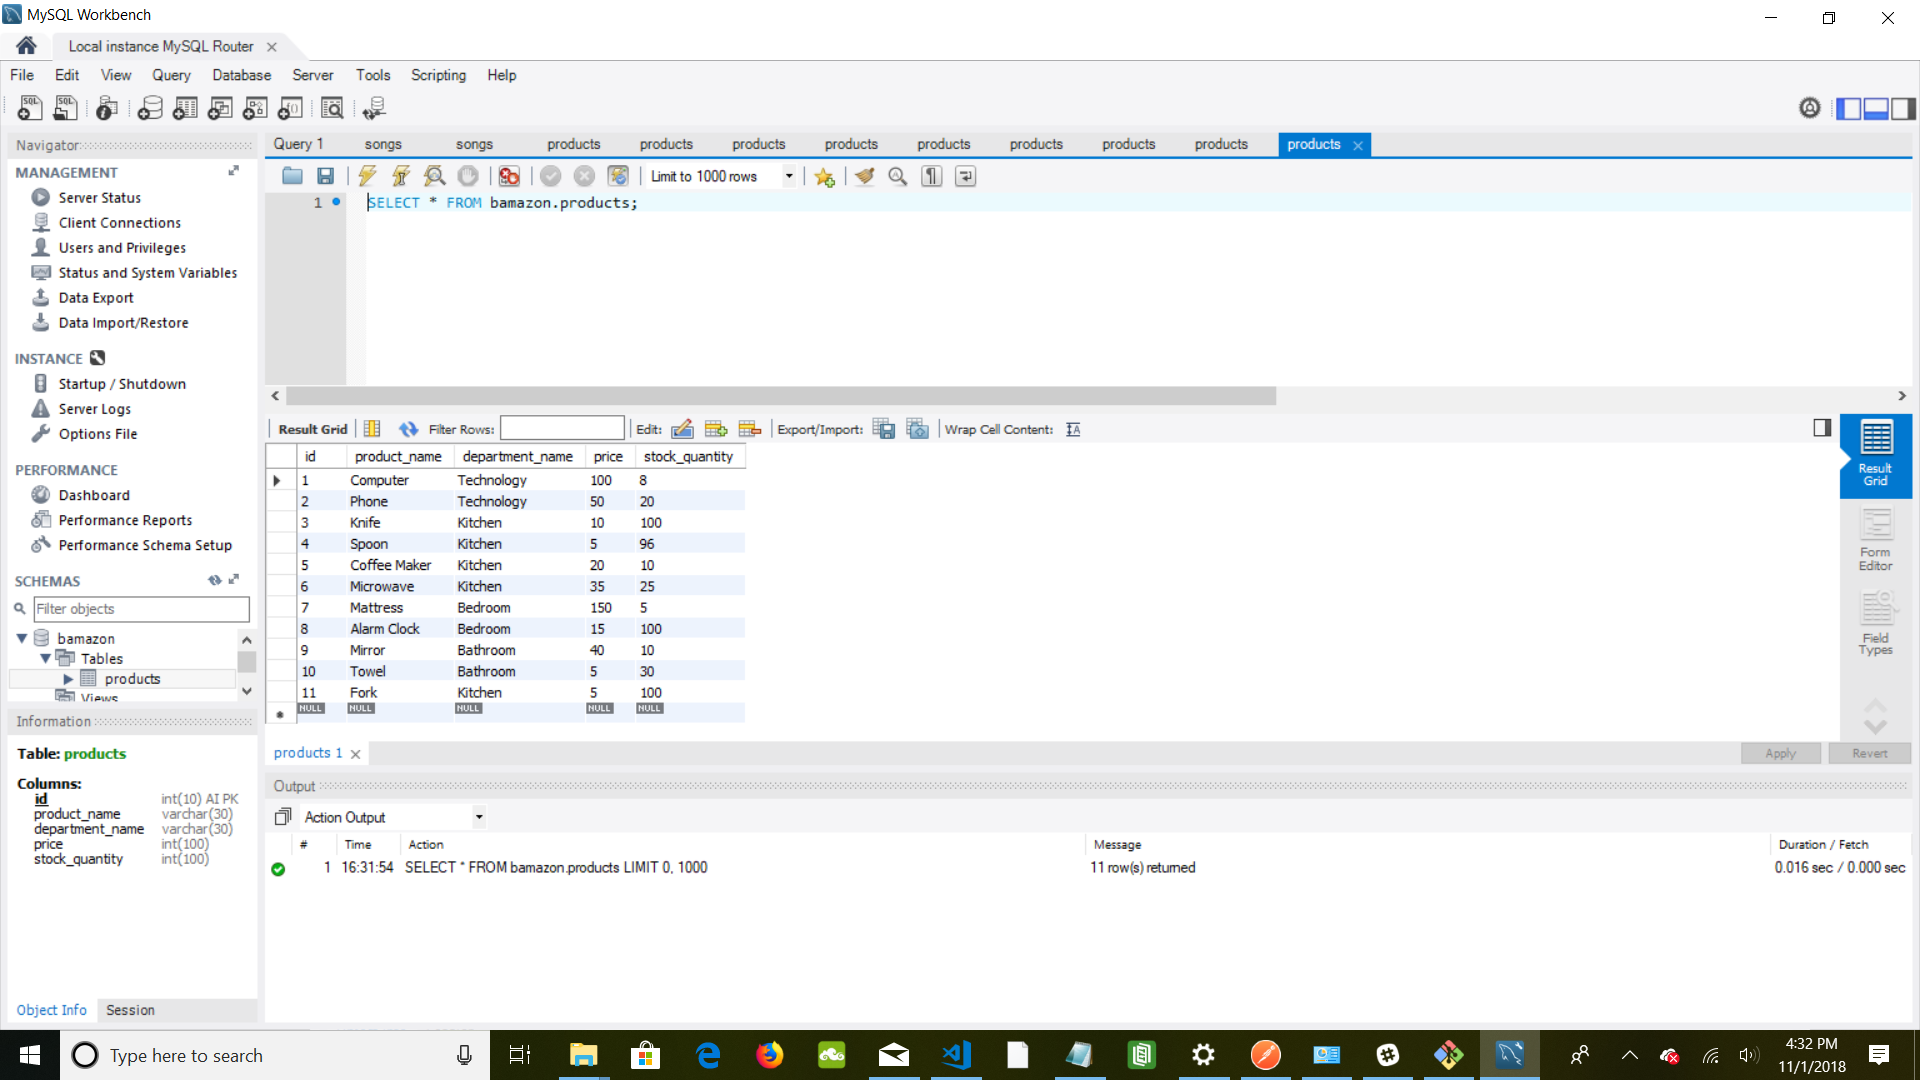 MySQL Workbench
Local instance MySQL Router
File Edit View Query Database Server Tools Scripting Help
Navigator
MANAGEMENT
Server Status
Client Connections
Users and Privileges
Status and System Variables
Data Export
Data Import/Restore
INSTANCE
Startup / Shutdown
Server Logs
Options File
PERFORMANCE
Dashboard
Performance Reports
Performance Schema Setup
SCHEMAS
Filter objects
bamazon
Tables
products
Views
Information
Table: products
Columns:
id int(10) AI PK
product_name varchar(30)
department_name varchar(30)
price int(100)
stock_quantity int(100)
Object Info Session
Query 1 songs songs products products products products products products products products products
Limit to 1000 rows
1 SELECT * FROM bamazon.products;
Result Grid Filter Rows: Edit: Export/Import: Wrap Cell Content:
id product_name department_name price stock_quantity
1 Computer Technology 100 8
2 Phone Technology 50 20
3 Knife Kitchen 10 100
4 Spoon Kitchen 5 96
5 Coffee Maker Kitchen 20 10
6 Microwave Kitchen 35 25
7 Mattress Bedroom 150 5
8 Alarm Clock Bedroom 15 100
9 Mirror Bathroom 40 10
10 Towel Bathroom 5 30
11 Fork Kitchen 5 100
NULL NULL NULL NULL NULL
Result
Grid
Form
Editor
Field
Types
products 1
Apply Revert
Output
Action Output
# Time Action Message Duration / Fetch
1 16:31:54 SELECT * FROM bamazon.products LIMIT 0, 1000 11 row(s) returned 0.016 sec / 0.000 sec
Type here to search
4:32 PM
11/1/2018